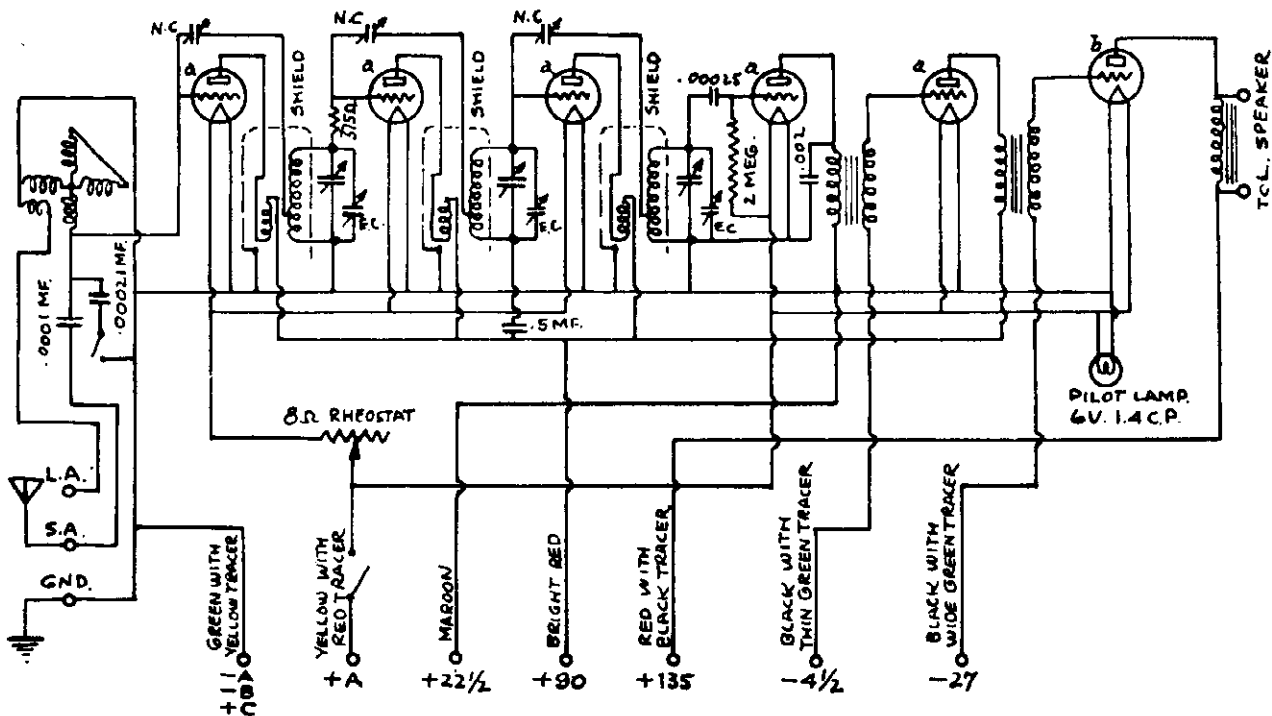 N.C
N.C
N.C
a
a
a
a
a
b
SHIELD
SHIELD
.00025
375Ω
2 MEG.
.002
F.C.
F.C.
F.C
TCL. SPEAKER
.0001 MF.
.00021 MF.
.5 MF.
8Ω RHEOSTAT
PILOT LAMP.
6V. 1.4 C.P.
L.A.
S.A.
GND.
GREEN WITH
YELLOW TRACER
YELLOW WITH
RED TRACER
MAROON
BRIGHT RED
RED WITH
BLACK TRACER
BLACK WITH
THIN GREEN TRACER
BLACK WITH
WIDE GREEN TRACER
-A
-B
+C
+A
+22½
+90
+135
-4½
-27